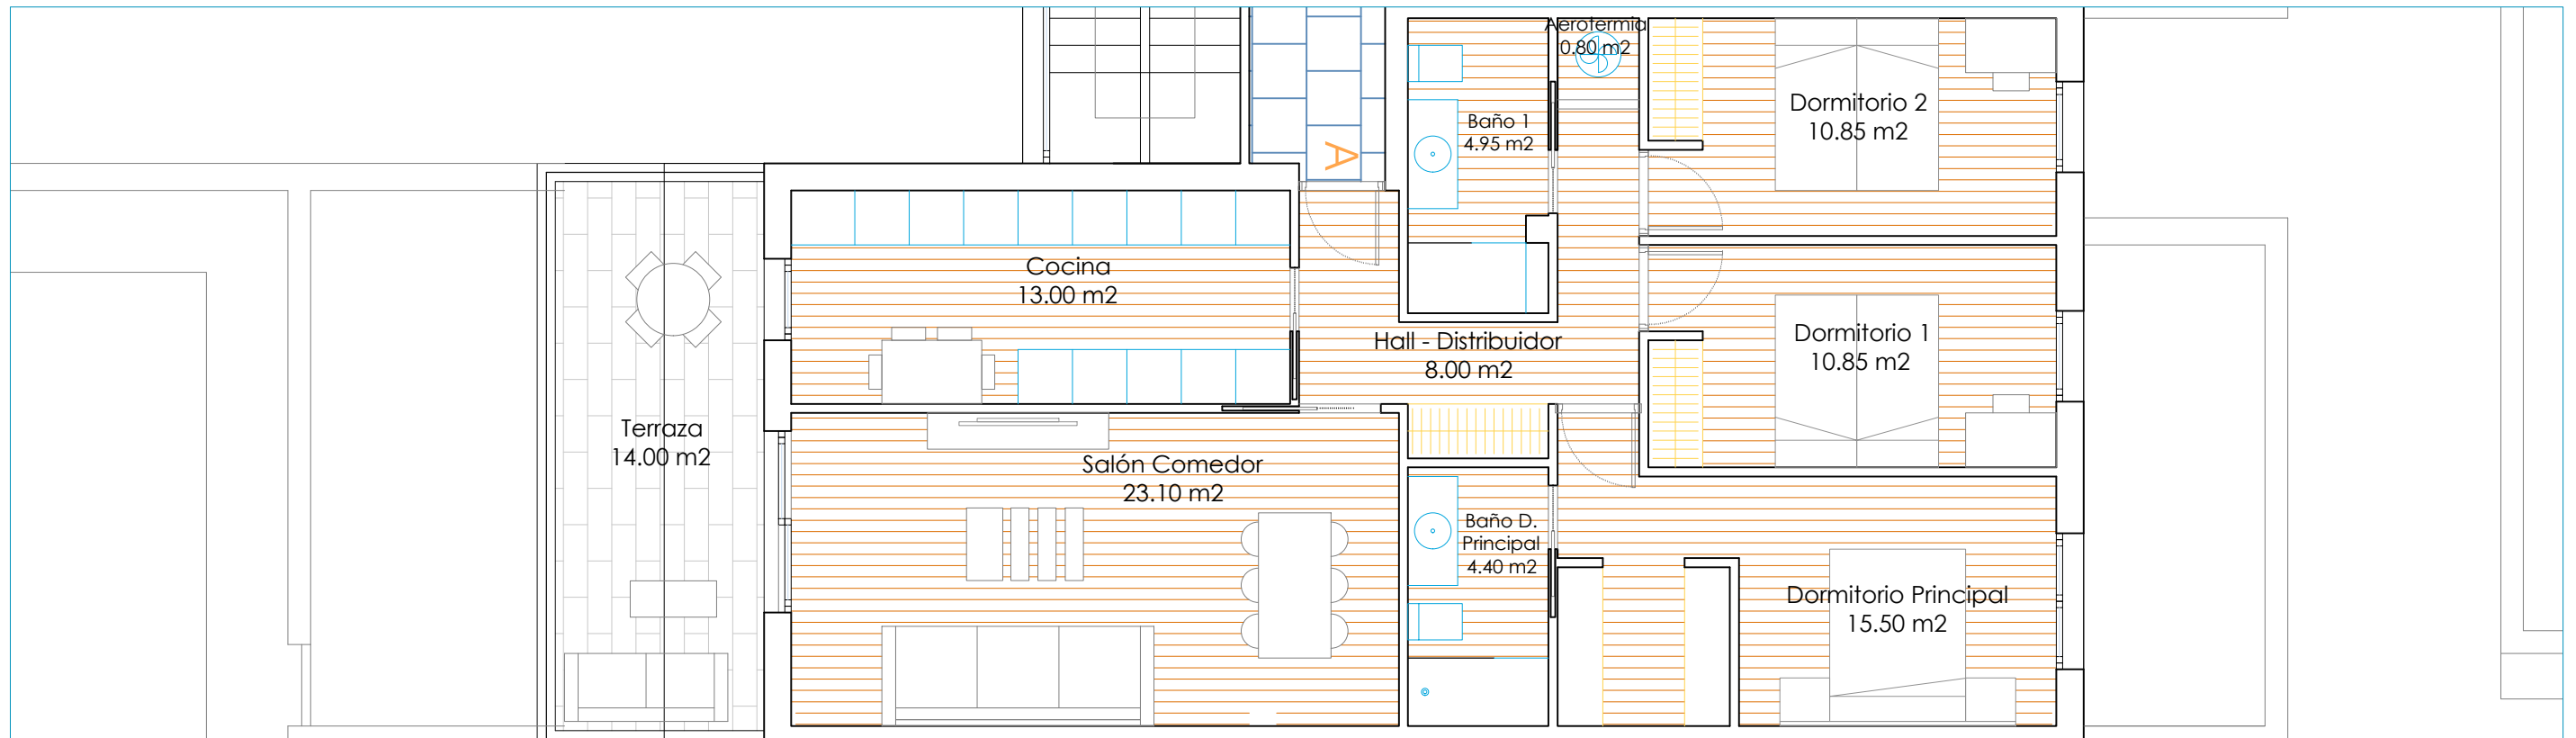 Aerotermia
0.80 m2
Dormitorio 2
10.85 m2
Baño 1
4.95 m2
A
Cocina
13.00 m2
Hall - Distribuidor
8.00 m2
Dormitorio 1
10.85 m2
Terraza
14.00 m2
Salón Comedor
23.10 m2
Baño D.
Principal
4.40 m2
Dormitorio Principal
15.50 m2